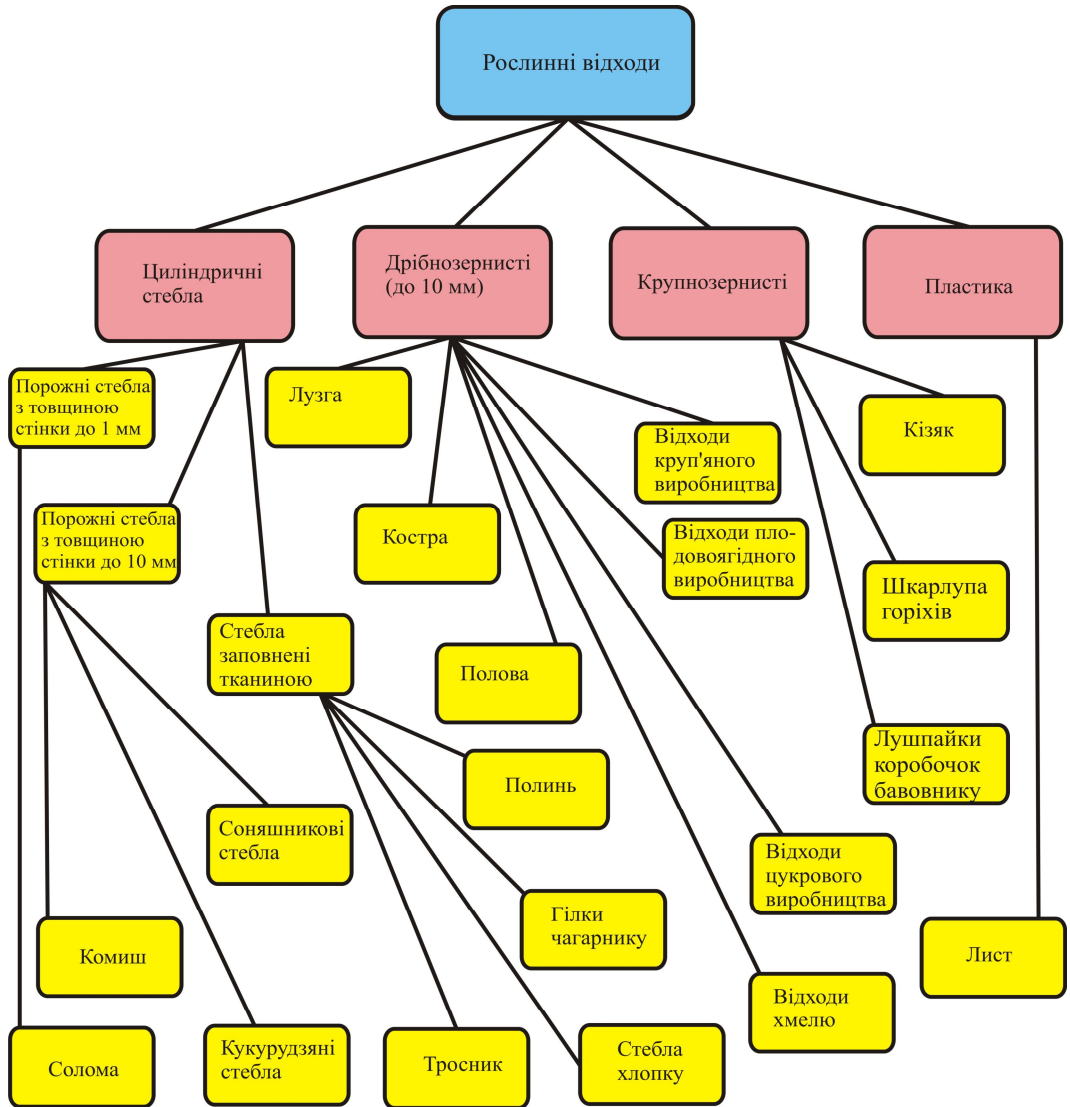 Рослинні відходи
Циліндричні
стебла
Дрібнозернисті
(до 10 мм)
Крупнозернисті
Пластика
Порожні стебла
з товщиною
стінки до 1 мм
Лузга
Відходи
круп'яного
виробництва
Кізяк
Порожні стебла
з товщиною
стінки до 10 мм
Костра
Відходи пло-
довоягідного
виробництва
Шкарлупа
горіхів
Стебла
заповнені
тканиною
Полова
Лушпайки
коробочок
бавовнику
Полинь
Соняшникові
стебла
Відходи
цукрового
виробництва
Гілки
чагарнику
Комиш
Лист
Відходи
хмелю
Солома
Кукурудзяні
стебла
Тросник
Стебла
хлопку